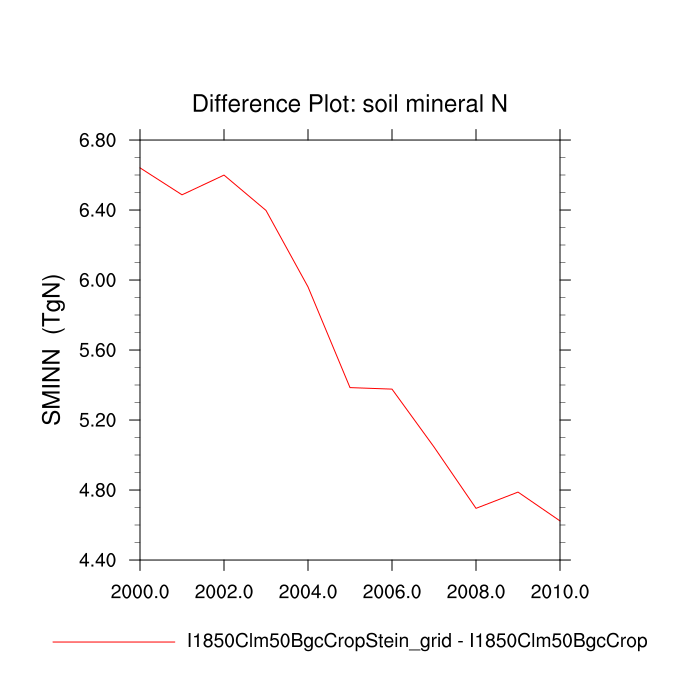 Difference Plot: soil mineral N
6.80
6.40
6.00
5.60
5.20
4.80
4.40
SMINN (TgN)
2000.0 2002.0 2004.0 2006.0 2008.0 2010.0
I1850Clm50BgcCropStein_grid - I1850Clm50BgcCrop